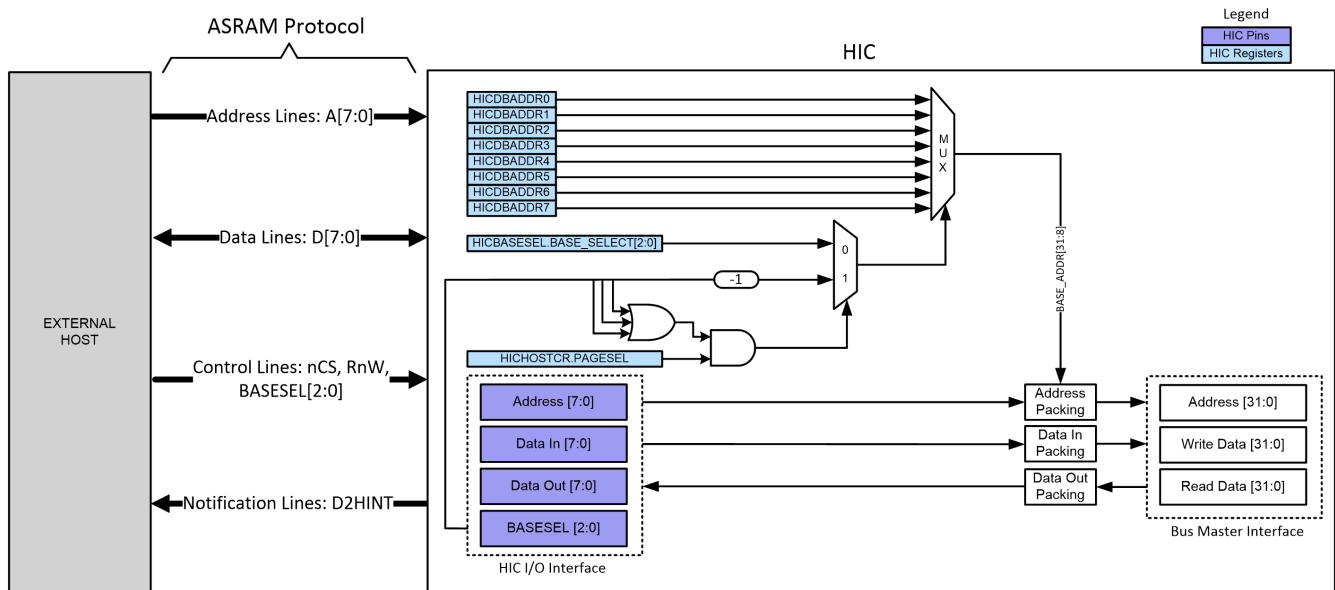 Legend
HIC Pins
HIC Registers
ASRAM Protocol
HIC
EXTERNAL
HOST
Address Lines: A[7:0]
Data Lines: D[7:0]
Control Lines: nCS, RnW,
BASESEL[2:0]
Notification Lines: D2HINT
HICDBADDR0
HICDBADDR1
HICDBADDR2
HICDBADDR3
HICDBADDR4
HICDBADDR5
HICDBADDR6
HICDBADDR7
M
U
X
HICBASESEL.BASE_SELECT[2:0]
0
1
-1
BASE_ADDR[31:8]
HICHOSTCR.PAGESEL
Address [7:0]
Data In [7:0]
Data Out [7:0]
BASESEL [2:0]
HIC I/O Interface
Address
Packing
Data In
Packing
Data Out
Packing
Address [31:0]
Write Data [31:0]
Read Data [31:0]
Bus Master Interface